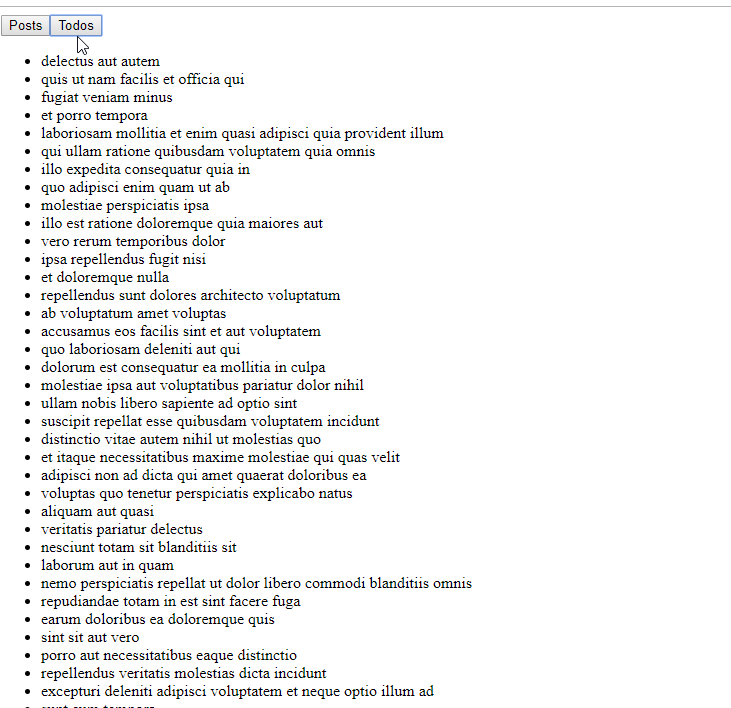 Posts Todos
delectus aut autem
quis ut nam facilis et officia qui
fugiat veniam minus
et porro tempora
laboriosam mollitia et enim quasi adipisci quia provident illum
qui ullam ratione quibusdam voluptatem quia omnis
illo expedita consequatur quia in
quo adipisci enim quam ut ab
molestiae perspiciatis ipsa
illo est ratione doloremque quia maiores aut
vero rerum temporibus dolor
ipsa repellendus fugit nisi
et doloremque nulla
repellendus sunt dolores architecto voluptatum
ab voluptatum amet voluptas
accusamus eos facilis sint et aut voluptatem
quo laboriosam deleniti aut qui
dolorum est consequatur ea mollitia in culpa
molestiae ipsa aut voluptatibus pariatur dolor nihil
ullam nobis libero sapiente ad optio sint
suscipit repellat esse quibusdam voluptatem incidunt
distinctio vitae autem nihil ut molestias quo
et itaque necessitatibus maxime molestiae qui quas velit
adipisci non ad dicta qui amet quaerat doloribus ea
voluptas quo tenetur perspiciatis explicabo natus
aliquam aut quasi
veritatis pariatur delectus
nesciunt totam sit blanditiis sit
laborum aut in quam
nemo perspiciatis repellat ut dolor libero commodi blanditiis omnis
repudiandae totam in est sint facere fuga
earum doloribus ea doloremque quis
sint sit aut vero
porro aut necessitatibus eaque distinctio
repellendus veritatis molestias dicta incidunt
excepturi deleniti adipisci voluptatem et neque optio illum ad